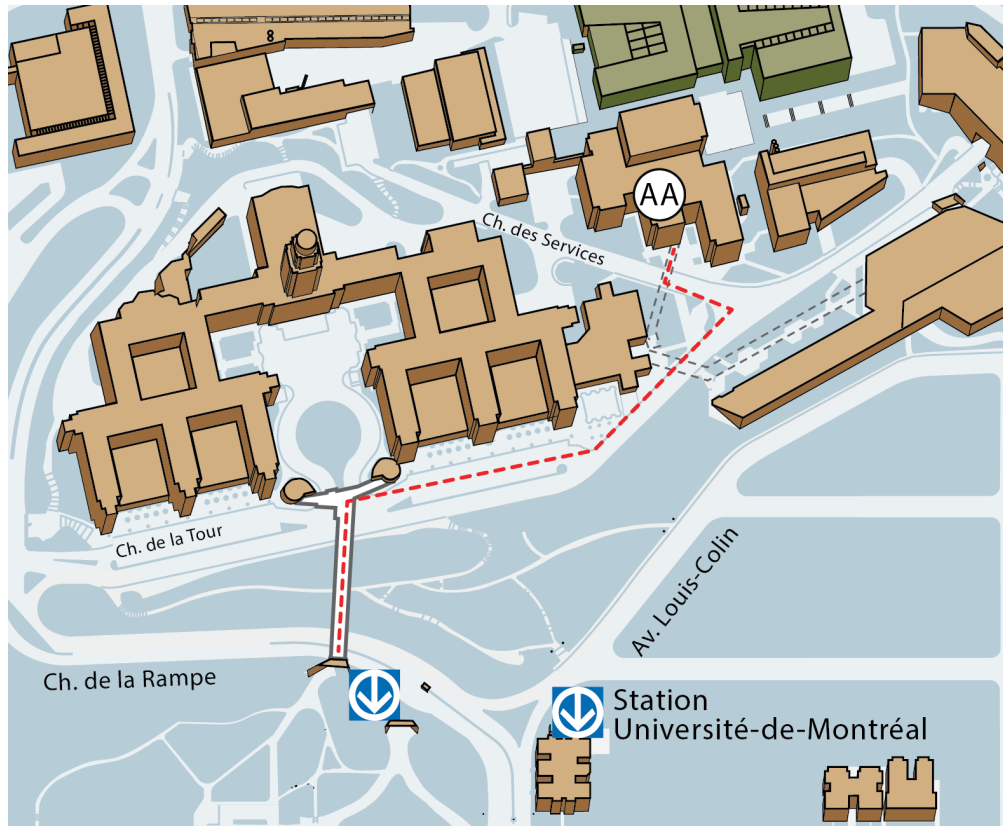 AA
Ch. des Services
Ch. de la Tour
Av. Louis-Colin
Ch. de la Rampe
Station
Université-de-Montréal